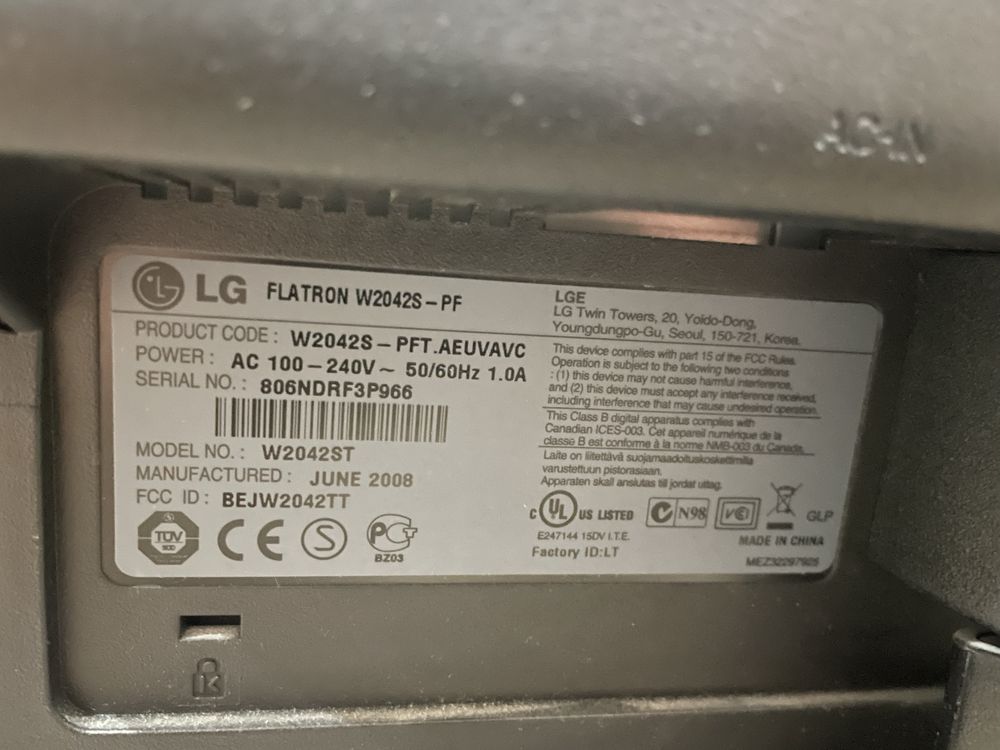 AC-IN
LG FLATRON W2042S-PF
PRODUCT CODE : W2042S-PFT.AEUVAVC
POWER : AC 100-240V~ 50/60Hz 1.0A
SERIAL NO. : 806NDRF3P966
MODEL NO. : W2042ST
MANUFACTURED : JUNE 2008
FCC ID : BEJW2042TT
TÜV
CE
S
BZ03
LGE
LG Twin Towers, 20, Yoido-Dong,
Youngdungpo-Gu, Seoul, 150-721, Korea.
This device complies with part 15 of the FCC Rules.
Operation is subject to the following two conditions
: (1) this device may not cause harmful interference,
and (2) this device must accept any interference received,
including interference that may cause undesired operation.
This Class B digital apparatus complies with
Canadian ICES-003. Cet appareil numérique de la
classe B est conforme à la norme NMB-003 du Canada.
Laite on liitettävä suojamaadoituskoskettimilla
varustettuun pistorasiaan.
Apparaten skall anslutas till jordat uttag.
C UL US LISTED
N98
GLP
E247144 15DV I.T.E.
Factory ID:LT
MADE IN CHINA
MEZ32297925
K